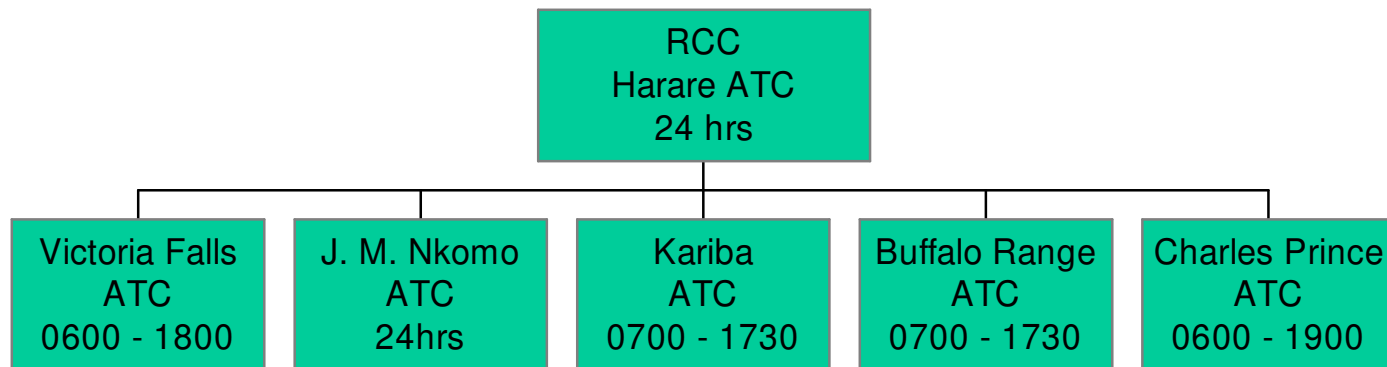 RCC
Harare ATC
24 hrs
Victoria Falls
ATC
0600 - 1800
J. M. Nkomo
ATC
24hrs
Kariba
ATC
0700 - 1730
Buffalo Range
ATC
0700 - 1730
Charles Prince
ATC
0600 - 1900